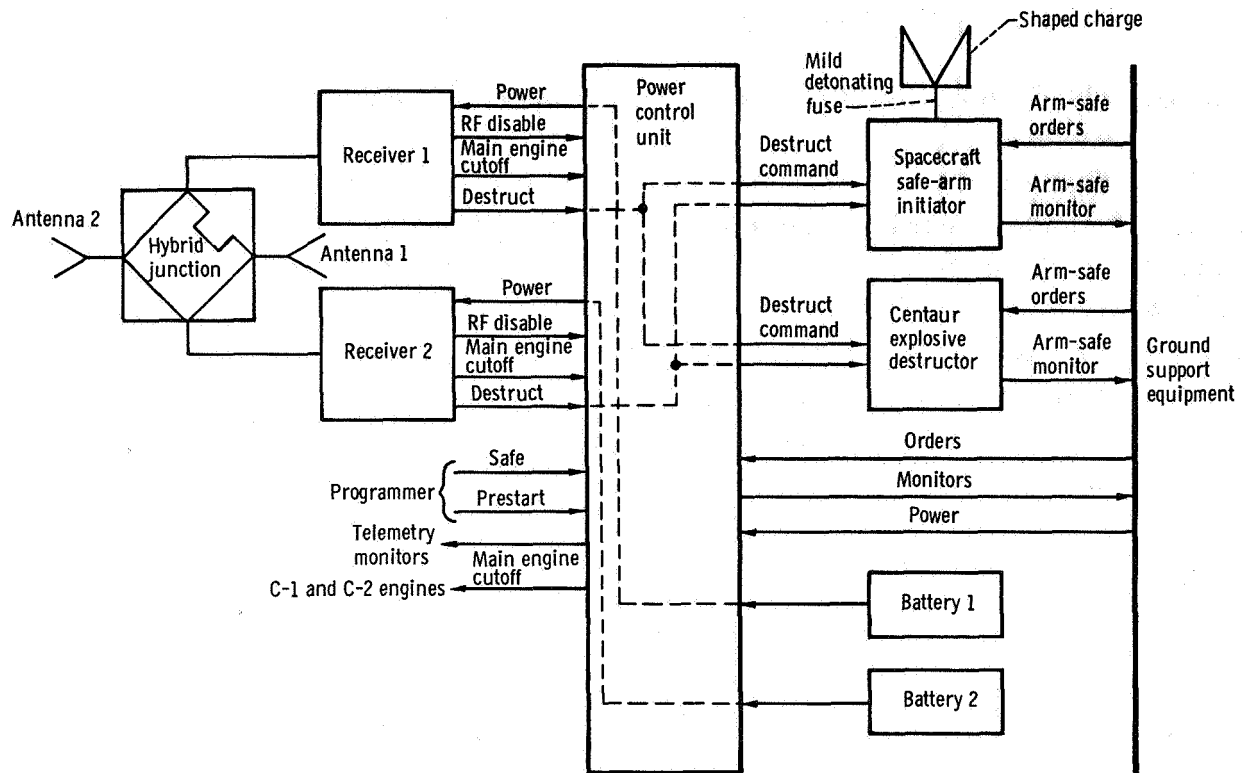 Shaped charge
Mild
detonating
fuse
Power
control
unit
Power
RF disable
Main engine
cutoff
Destruct
Receiver 1
Antenna 2
Hybrid
junction
Antenna 1
Power
RF disable
Main engine
cutoff
Destruct
Receiver 2
Destruct
command
Spacecraft
safe-arm
initiator
Arm-safe
orders
Arm-safe
monitor
Destruct
command
Centaur
explosive
destructor
Arm-safe
orders
Arm-safe
monitor
Ground
support
equipment
Programmer
Safe
Prestart
Telemetry
monitors
Main engine
cutoff
C-1 and C-2 engines
Orders
Monitors
Power
Battery 1
Battery 2